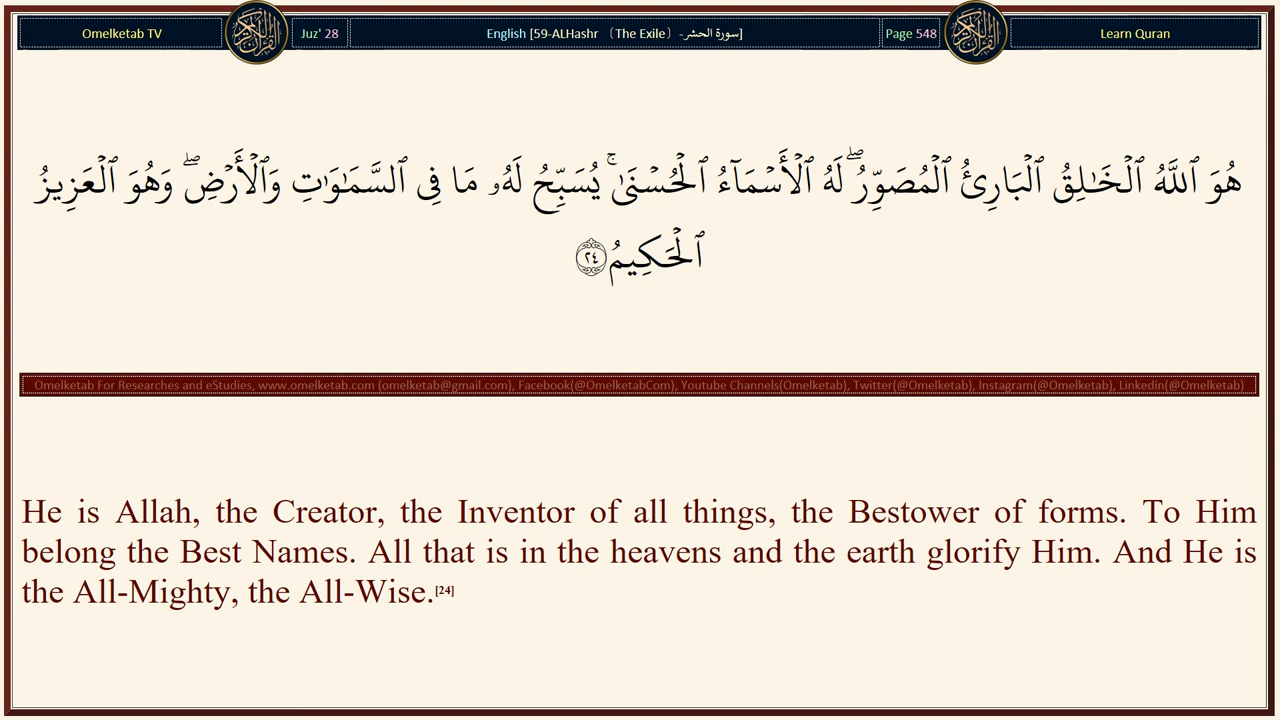 Omelketab TV
Juz' 28
English [59-ALHashr （The Exile）-سورة الحشر]
Page 548
Learn Quran
هُوَ ٱللَّهُ ٱلْخَـٰلِقُ ٱلْبَارِئُ ٱلْمُصَوِّرُ ۖ لَهُ ٱلْأَسْمَآءُ ٱلْحُسْنَىٰ ۚ يُسَبِّحُ لَهُۥ مَا فِى ٱلسَّمَـٰوَٰتِ وَٱلْأَرْضِ ۖ وَهُوَ ٱلْعَزِيزُ
ٱلْحَكِيمُ ٢٤
Omelketab For Researches and eStudies, www.omelketab.com (omelketab@gmail.com), Facebook(@OmelketabCom), Youtube Channels(Omelketab), Twitter(@Omelketab), Instagram(@Omelketab), Linkedin(@Omelketab)
He is Allah, the Creator, the Inventor of all things, the Bestower of forms. To Him
belong the Best Names. All that is in the heavens and the earth glorify Him. And He is
the All-Mighty, the All-Wise.[24]